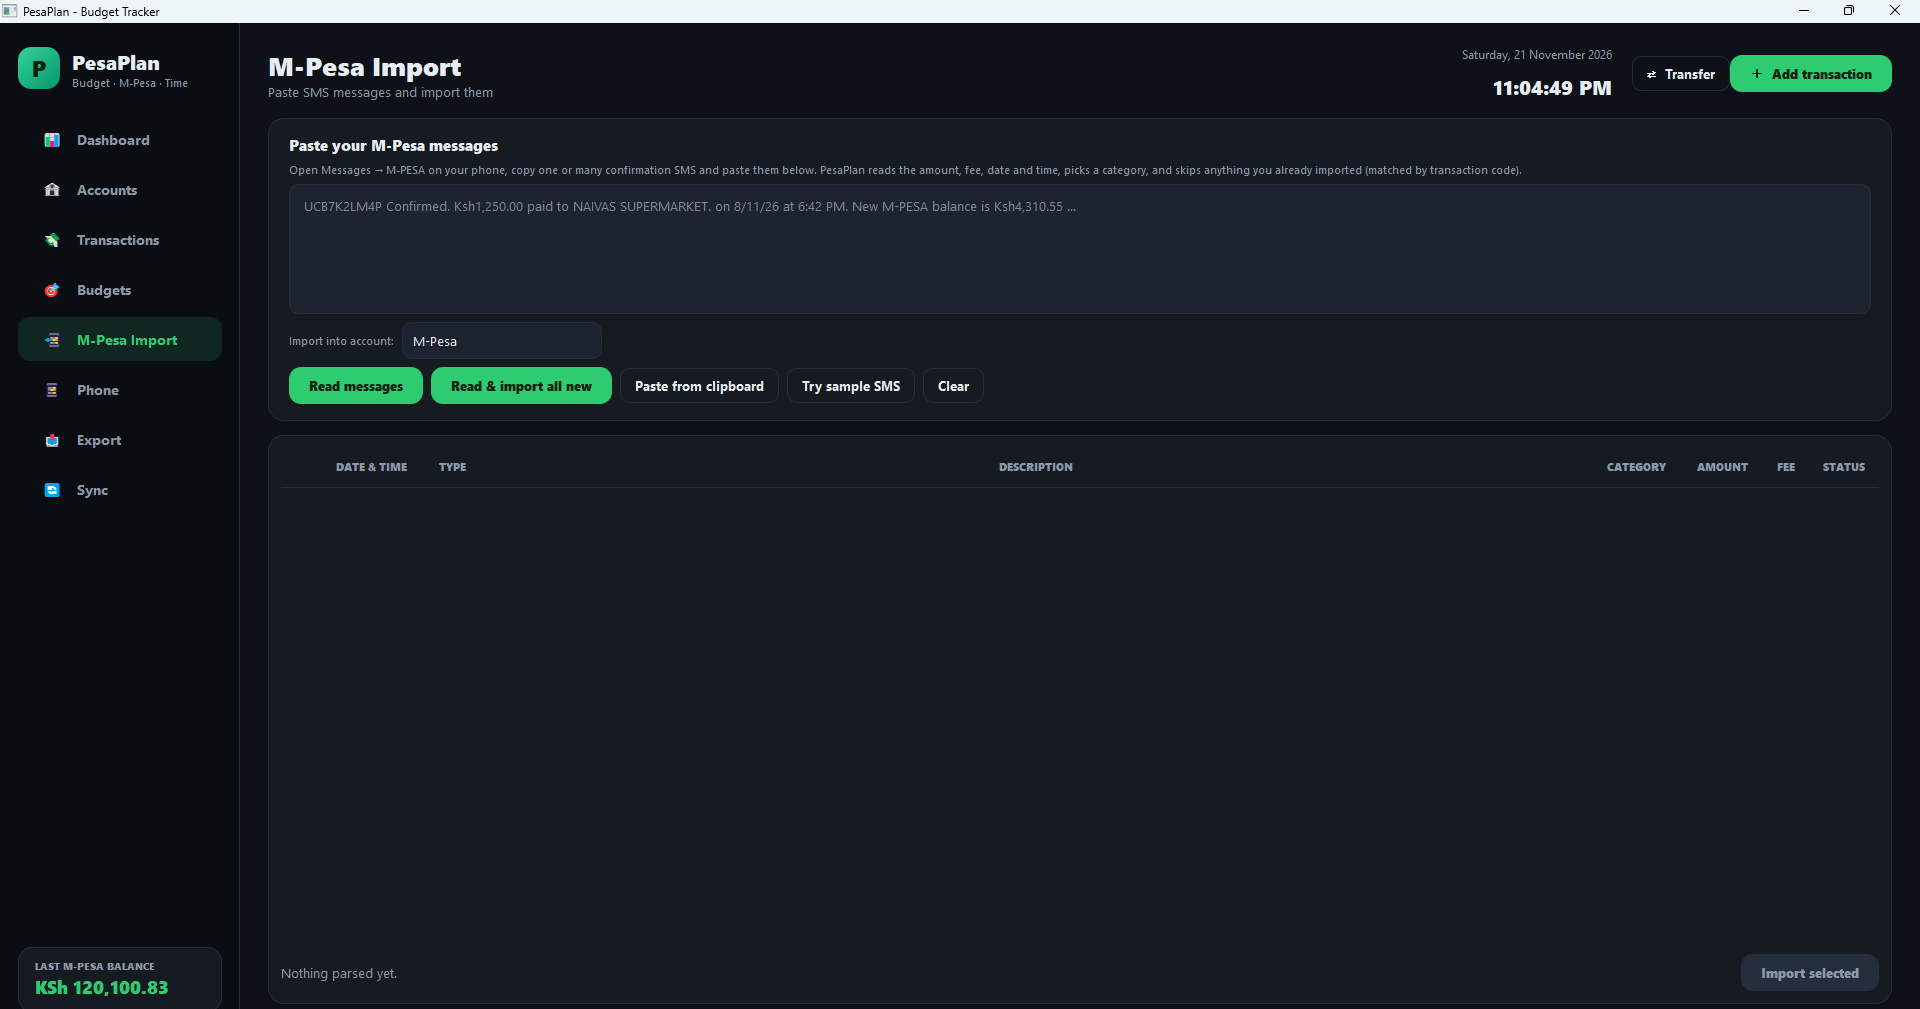 PesaPlan - Budget Tracker
P
PesaPlan
Budget · M-Pesa · Time
Dashboard
Accounts
Transactions
Budgets
M-Pesa Import
Phone
Export
Sync
LAST M-PESA BALANCE
KSh 120,100.83
M-Pesa Import
Paste SMS messages and import them
Saturday, 21 November 2026
11:04:49 PM
⇄ Transfer
+ Add transaction
Paste your M-Pesa messages
Open Messages → M-PESA on your phone, copy one or many confirmation SMS and paste them below. PesaPlan reads the amount, fee, date and time, picks a category, and skips anything you already imported (matched by transaction code).
UCB7K2LM4P Confirmed. Ksh1,250.00 paid to NAIVAS SUPERMARKET. on 8/11/26 at 6:42 PM. New M-PESA balance is Ksh4,310.55 ...
Import into account: M-Pesa
Read messages Read & import all new Paste from clipboard Try sample SMS Clear
DATE & TIME TYPE DESCRIPTION CATEGORY AMOUNT FEE STATUS
Nothing parsed yet.
Import selected